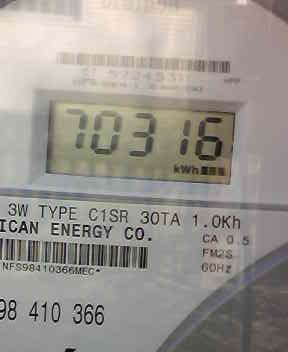 70316
kWh
3W TYPE C1SR 30TA 1.0Kh
ICAN ENERGY CO.
CA 0.5
FM2S
60HZ
NFS98410366MEC*
98 410 366